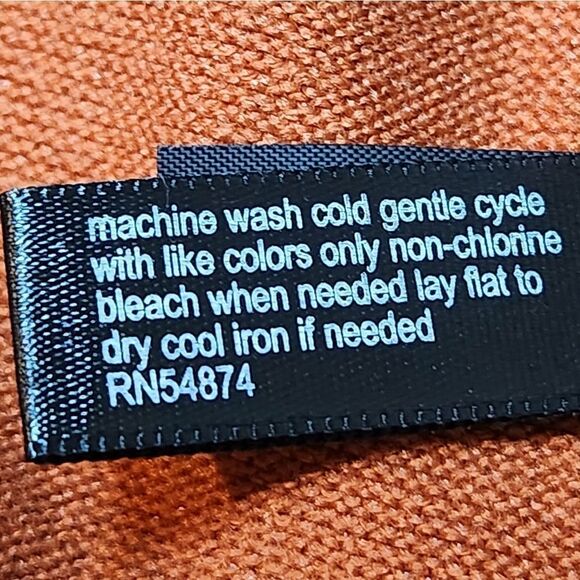 machine wash cold gentle cycle
with like colors only non-chlorine
bleach when needed lay flat to
dry cool iron if needed
RN54874